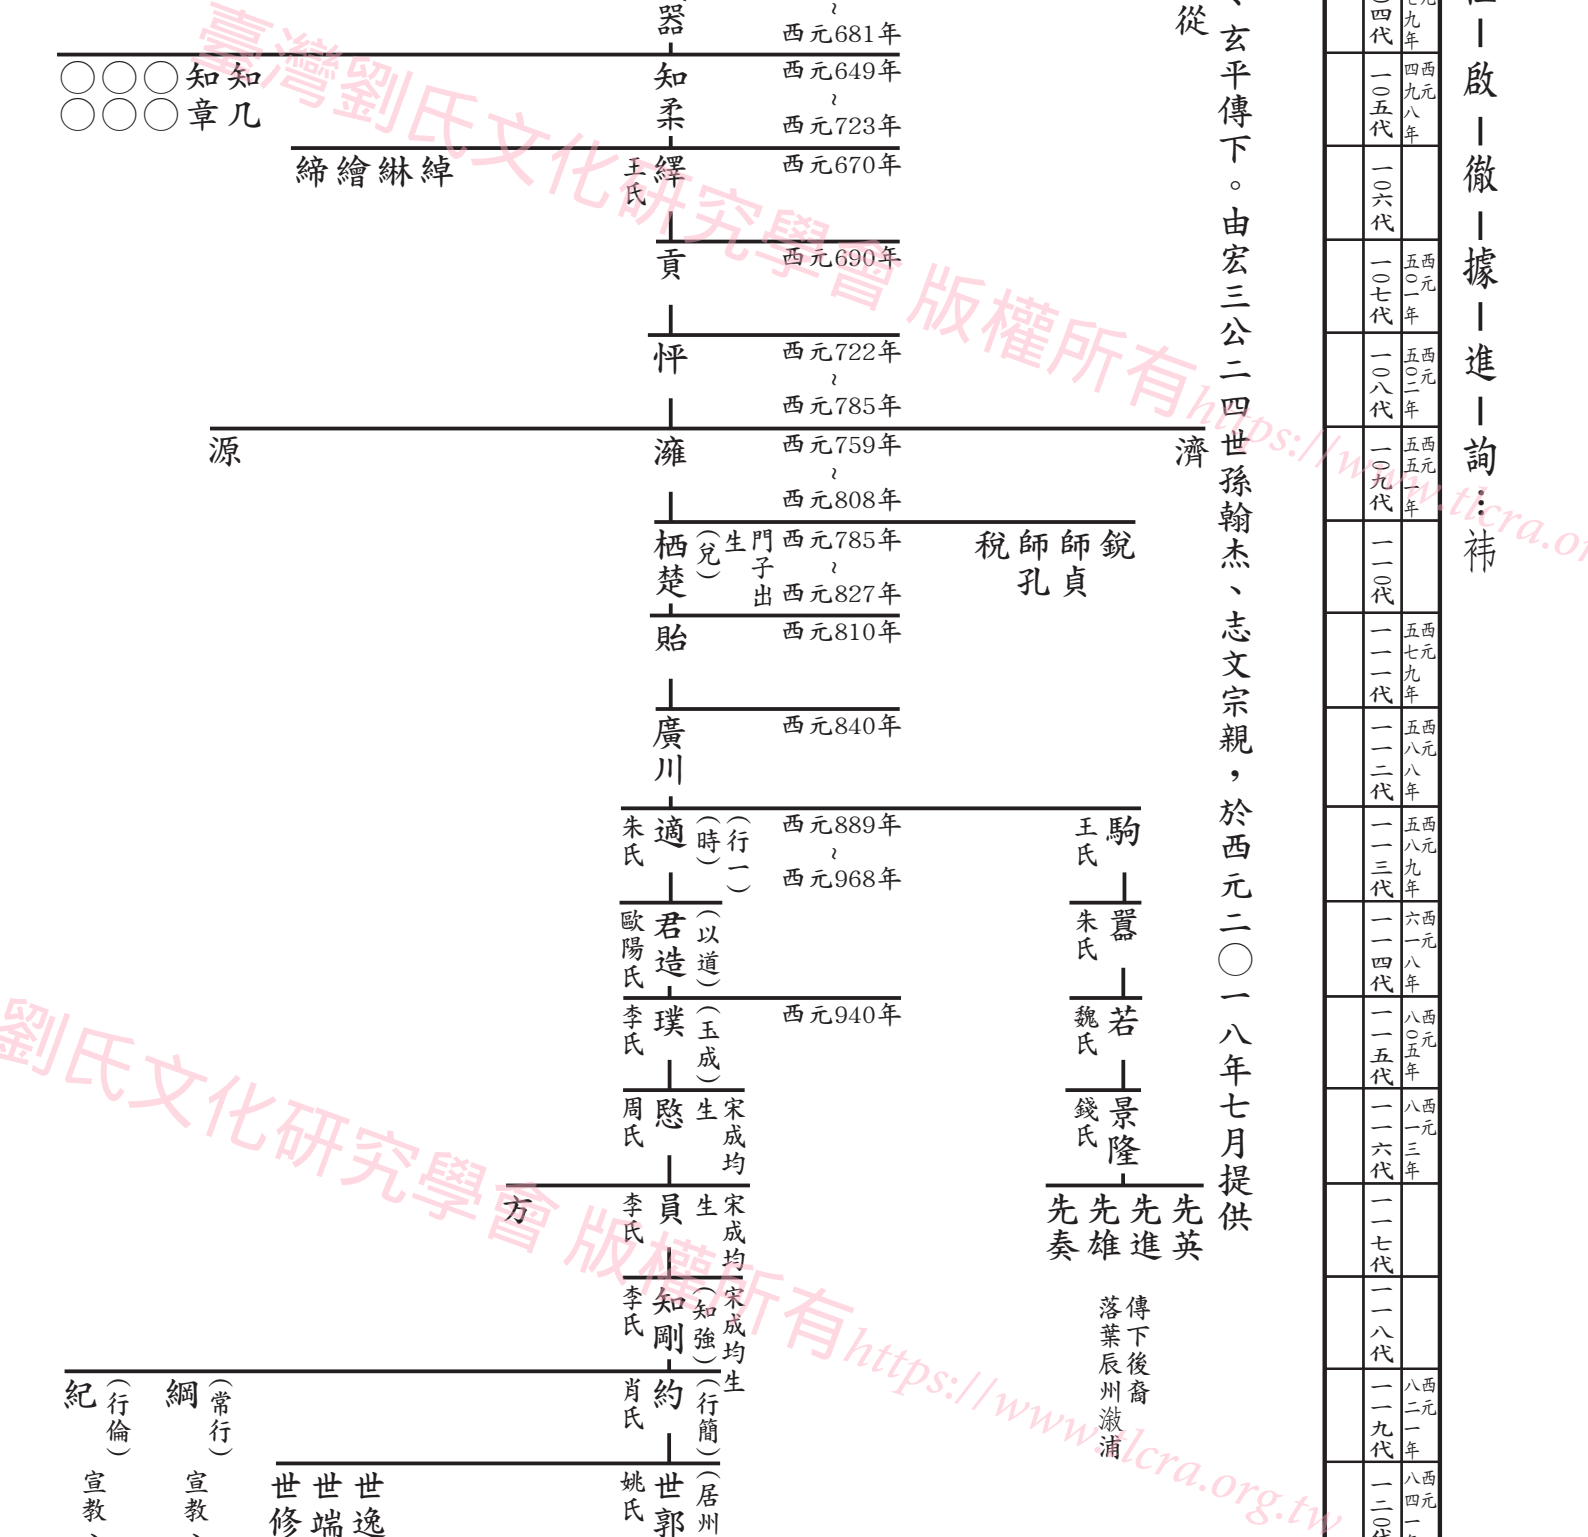 啟
徹
據
進
詢
…
祎
西元
四九八年
西元
五〇一年
西元
五〇二年
西元
五五一年
西元
五七九年
西元
五八八年
西元
五八九年
西元
六一八年
西元
八〇五年
西元
八一三年
西元
八二一年
西元
八四一年
一〇五代
一〇六代
一〇七代
一〇八代
一〇九代
一一〇代
一一一代
一一二代
一一三代
一一四代
一一五代
一一六代
一一七代
一一八代
一一九代
一二〇代
、玄平傳下。由宏三公二四世孫翰杰、志文宗親,於西元二〇一八年七月提供
從
器
~
西元681年
知柔
西元649年
~
西元723年
知几
知章
〇〇
〇〇
〇〇
繹
王氏
西元670年
綽
綝
繪
締
貢
西元690年
怦
西元722年
~
西元785年
濟
灉
西元759年
~
西元808年
源
銳
師貞
師孔
稅
栖楚
(兌)
門子出
生
西元785年
~
西元827年
貽
西元810年
廣川
西元840年
駒
王氏
適
(時)
(行一)
朱氏
西元889年
~
西元968年
嚚
朱氏
君造
(以道)
歐陽氏
若
魏氏
璞
(玉成)
李氏
西元940年
景隆
錢氏
愍
宋成均
生
周氏
先英
先進
先雄
先奏
員
宋成均
生
李氏
方
傳下後裔
落葉辰州溆浦
知剛
(知強)
宋成均生
李氏
約
(行簡)
肖氏
綱
(常行)
宣教
紀
(行倫)
宣教
世郭
(居州
姚氏
世逸
世端
世修
臺灣劉氏文化研究學會 版權所有https://www.tlcra.or
劉氏文化研究學會 版權所有https://www.tlcra.org.tw